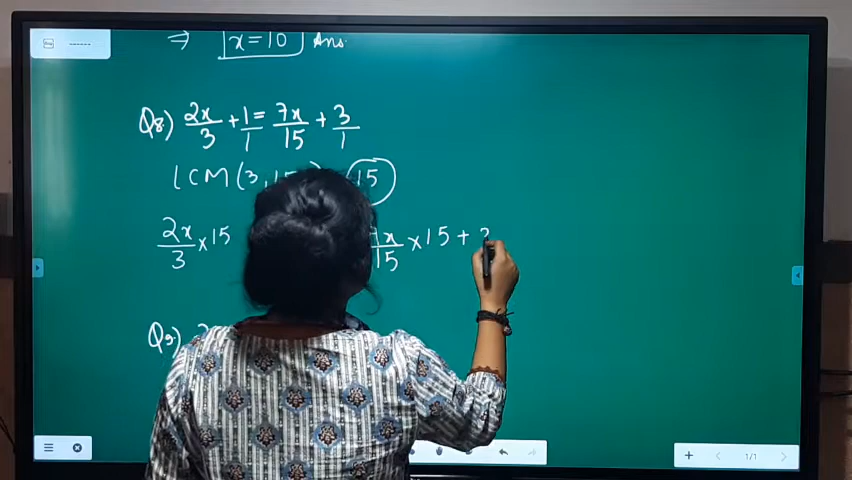 ⇒ x = 10 Ans.
Q8) 2x/3 + 1/1 = 7x/15 + 3/1
LCM (3, 15) 15
2x/3 × 15 7x/15 × 15 +
Q9.)
1/1